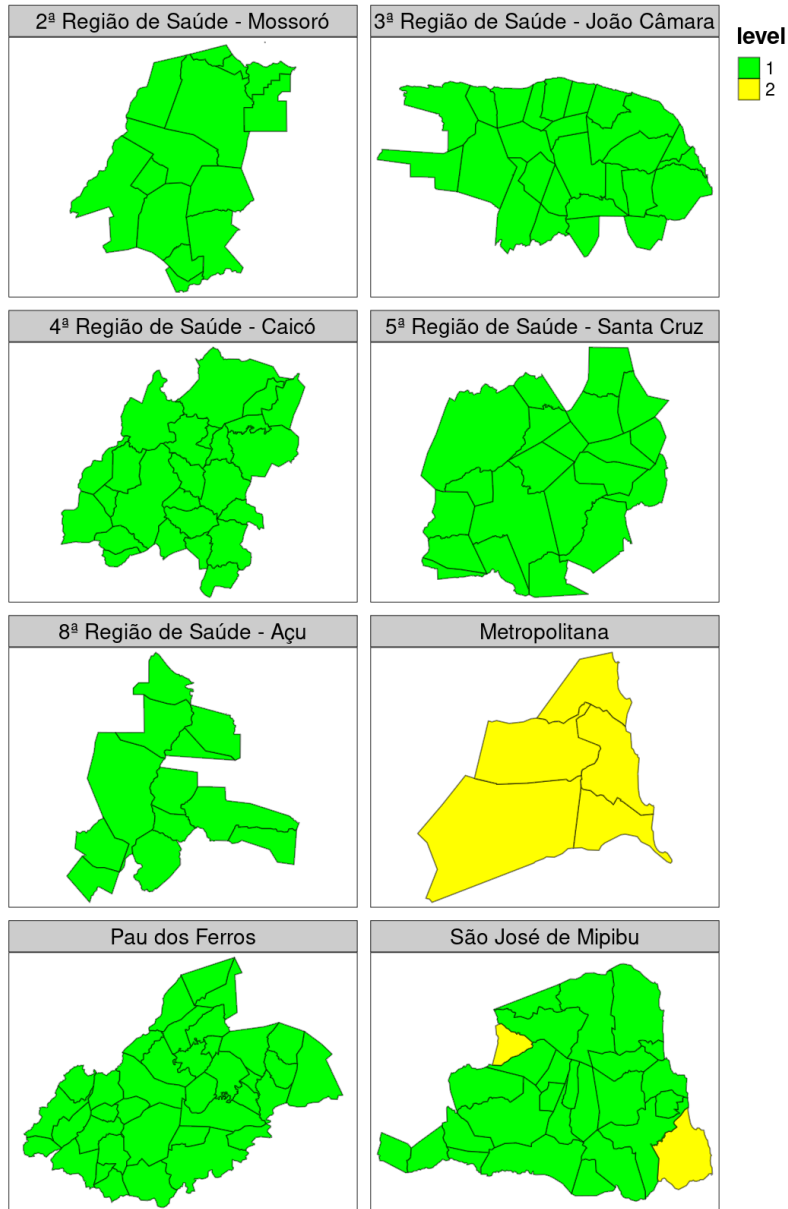 2ª Região de Saúde - Mossoró
3ª Região de Saúde - João Câmara
level
1
2
4ª Região de Saúde - Caicó
5ª Região de Saúde - Santa Cruz
8ª Região de Saúde - Açu
Metropolitana
Pau dos Ferros
São José de Mipibu